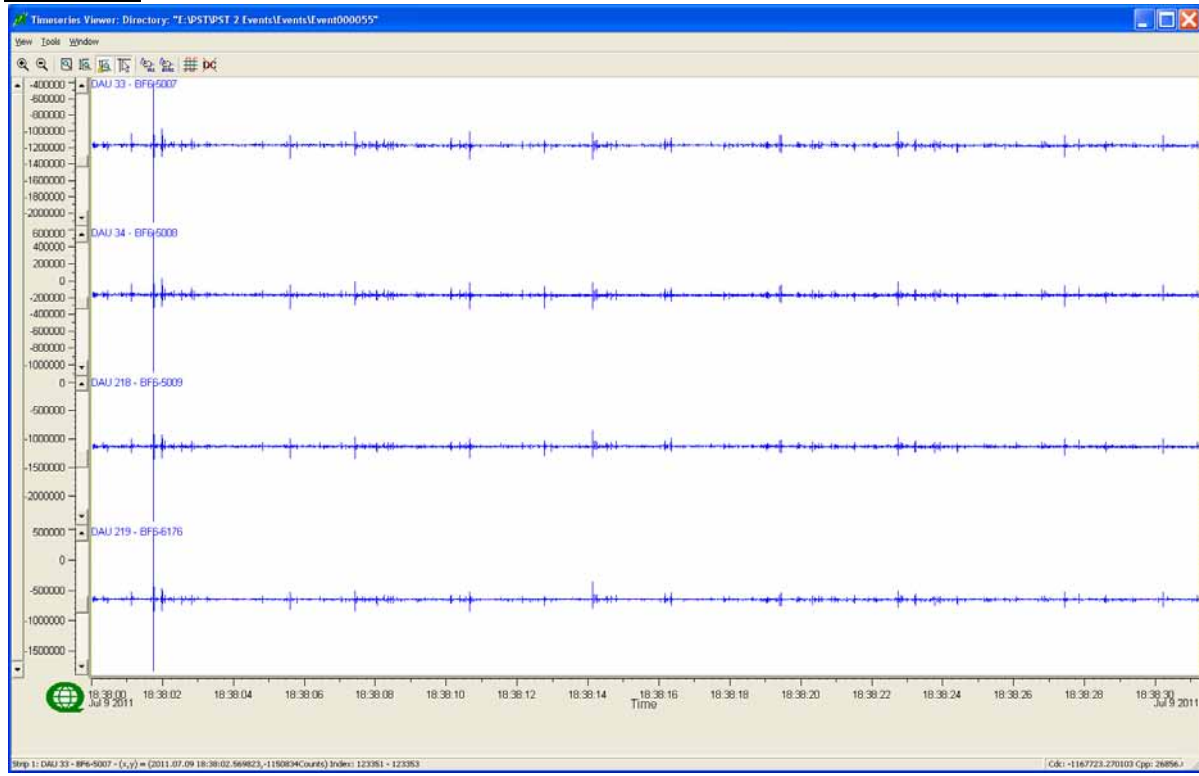 Timeseries Viewer: Directory: "E:\PST\PST 2 Events\Events\Event000055"
View Tools Window
DAU 33 - BF6-5007
-400000
-600000
-800000
-1000000
-1200000
-1400000
-1600000
-1800000
-2000000
DAU 34 - BF6-5008
600000
400000
200000
0
-200000
-400000
-600000
-800000
-1000000
DAU 218 - BF6-5009
0
-500000
-1000000
-1500000
-2000000
DAU 219 - BF6-6176
500000
0
-500000
-1000000
-1500000
18:38:00 18:38:02 18:38:04 18:38:06 18:38:08 18:38:10 18:38:12 18:38:14 18:38:16 18:38:18 18:38:20 18:38:22 18:38:24 18:38:26 18:38:28 18:38:30
Jul 9 2011 Time Jul 9 2011
Strip 1: DAU 33 - BF6-5007 - (x,y) = (2011.07.09 18:38:02.569823,-1150834Counts) Index: 123351 - 123353
Cdc: -1167723.270103 Cpp: 26856.